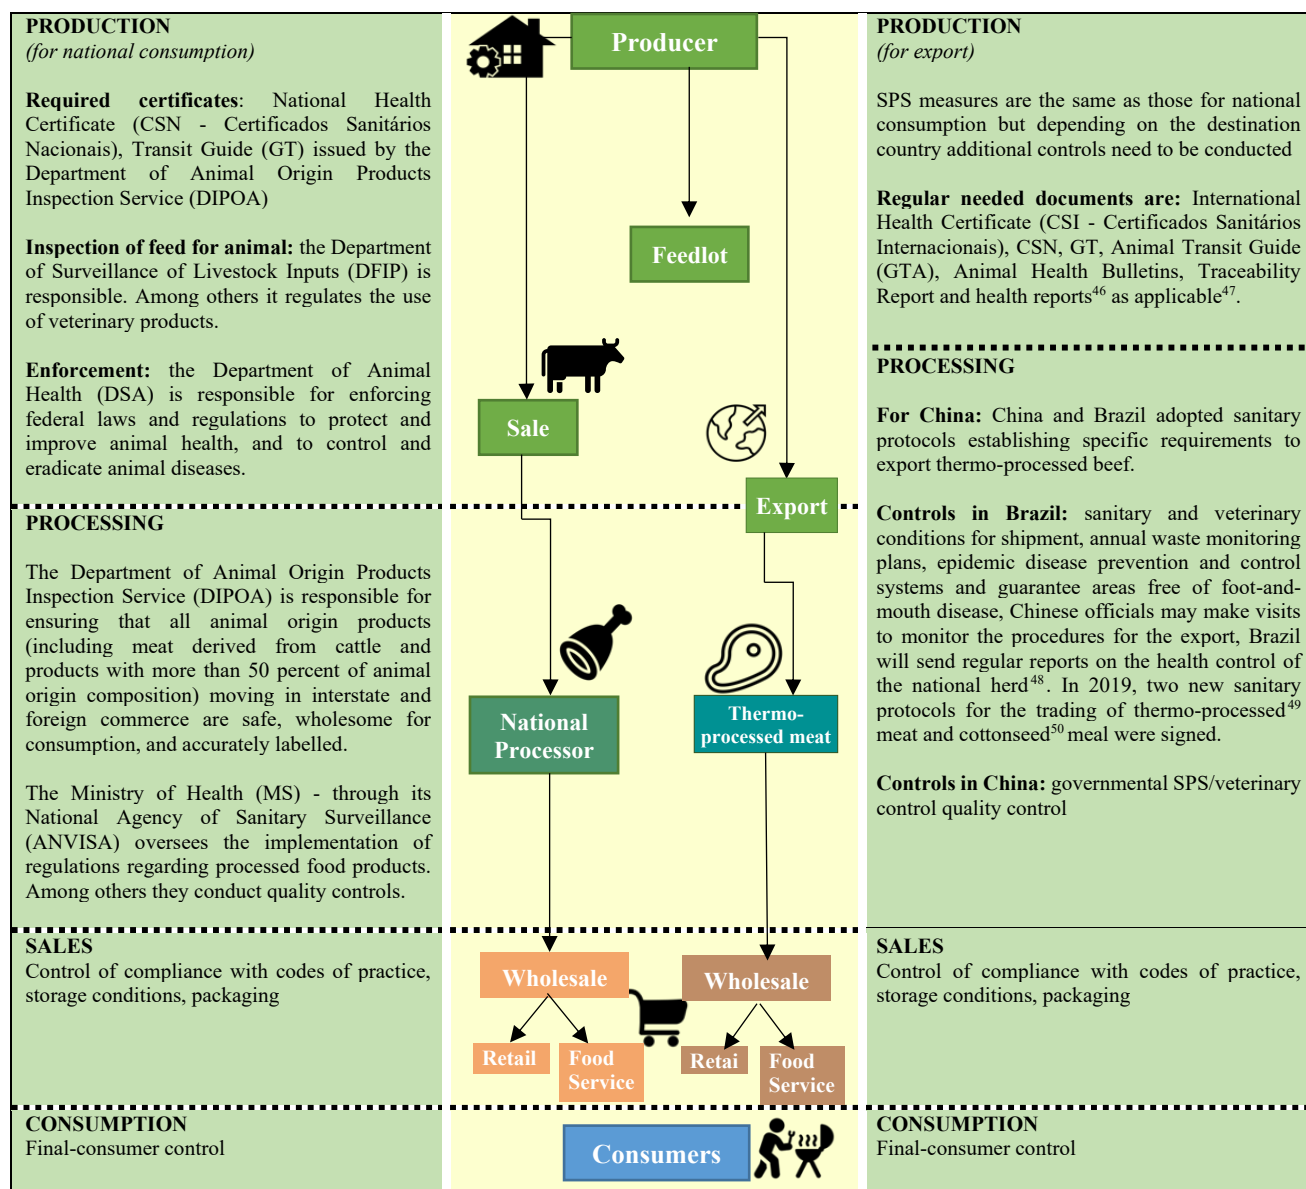 PRODUCTION
(for national consumption)
Required certificates: National Health
Certificate (CSN - Certificados Sanitários
Nacionais), Transit Guide (GT) issued by the
Department of Animal Origin Products
Inspection Service (DIPOA)
Inspection of feed for animal: the Department
of Surveillance of Livestock Inputs (DFIP) is
responsible. Among others it regulates the use
of veterinary products.
Enforcement: the Department of Animal
Health (DSA) is responsible for enforcing
federal laws and regulations to protect and
improve animal health, and to control and
eradicate animal diseases.
PROCESSING
The Department of Animal Origin Products
Inspection Service (DIPOA) is responsible for
ensuring that all animal origin products
(including meat derived from cattle and
products with more than 50 percent of animal
origin composition) moving in interstate and
foreign commerce are safe, wholesome for
consumption, and accurately labelled.
The Ministry of Health (MS) - through its
National Agency of Sanitary Surveillance
(ANVISA) oversees the implementation of
regulations regarding processed food products.
Among others they conduct quality controls.
SALES
Control of compliance with codes of practice,
storage conditions, packaging
CONSUMPTION
Final-consumer control
Producer
Feedlot
Sale
Export
National
Processor
Thermo-
processed meat
Wholesale
Wholesale
Retail
Food
Service
Retai
Food
Service
Consumers
PRODUCTION
(for export)
SPS measures are the same as those for national
consumption but depending on the destination
country additional controls need to be conducted
Regular needed documents are: International
Health Certificate (CSI - Certificados Sanitários
Internacionais), CSN, GT, Animal Transit Guide
(GTA), Animal Health Bulletins, Traceability
Report and health reports46 as applicable47.
PROCESSING
For China: China and Brazil adopted sanitary
protocols establishing specific requirements to
export thermo-processed beef.
Controls in Brazil: sanitary and veterinary
conditions for shipment, annual waste monitoring
plans, epidemic disease prevention and control
systems and guarantee areas free of foot-and-
mouth disease, Chinese officials may make visits
to monitor the procedures for the export, Brazil
will send regular reports on the health control of
the national herd48. In 2019, two new sanitary
protocols for the trading of thermo-processed49
meat and cottonseed50 meal were signed.
Controls in China: governmental SPS/veterinary
control quality control
SALES
Control of compliance with codes of practice,
storage conditions, packaging
CONSUMPTION
Final-consumer control